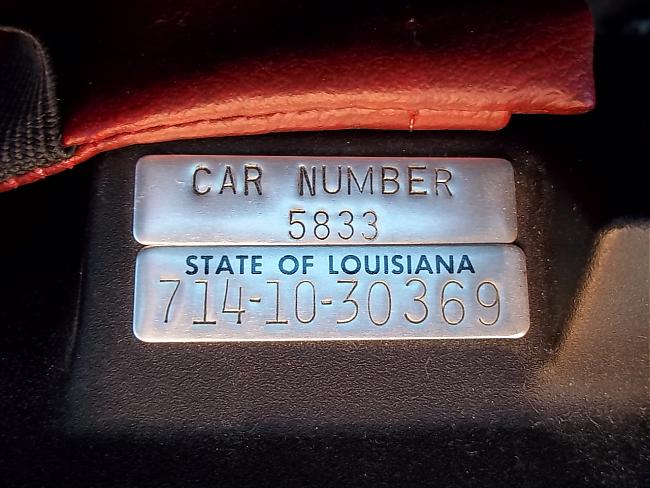 CAR NUMBER
5833
STATE OF LOUISIANA
714-10-30369